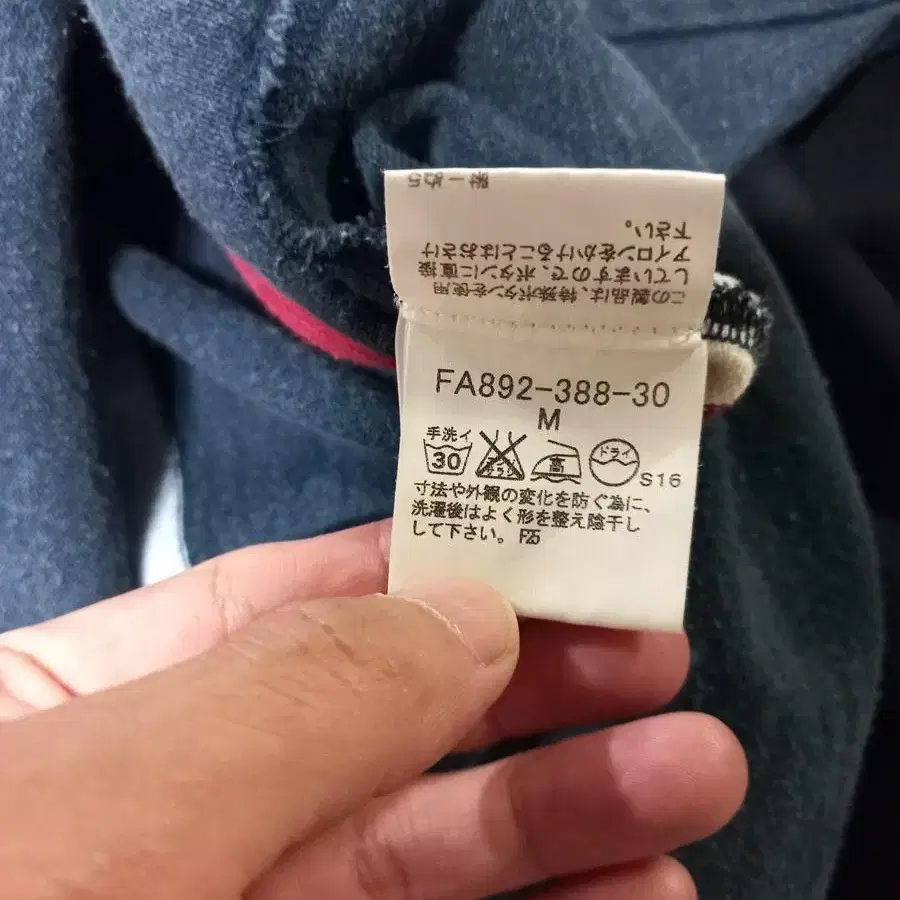 この製品は、特殊ボタンを使用
していますので、ボタンに直接
アイロンをかけることはおさけ
下さい。
FA892-388-30
M
手洗イ
30 高 ドライ S16
寸法や外観の変化を防ぐ為に、
洗濯後はよく形を整え陰干し
して下さい。 F25